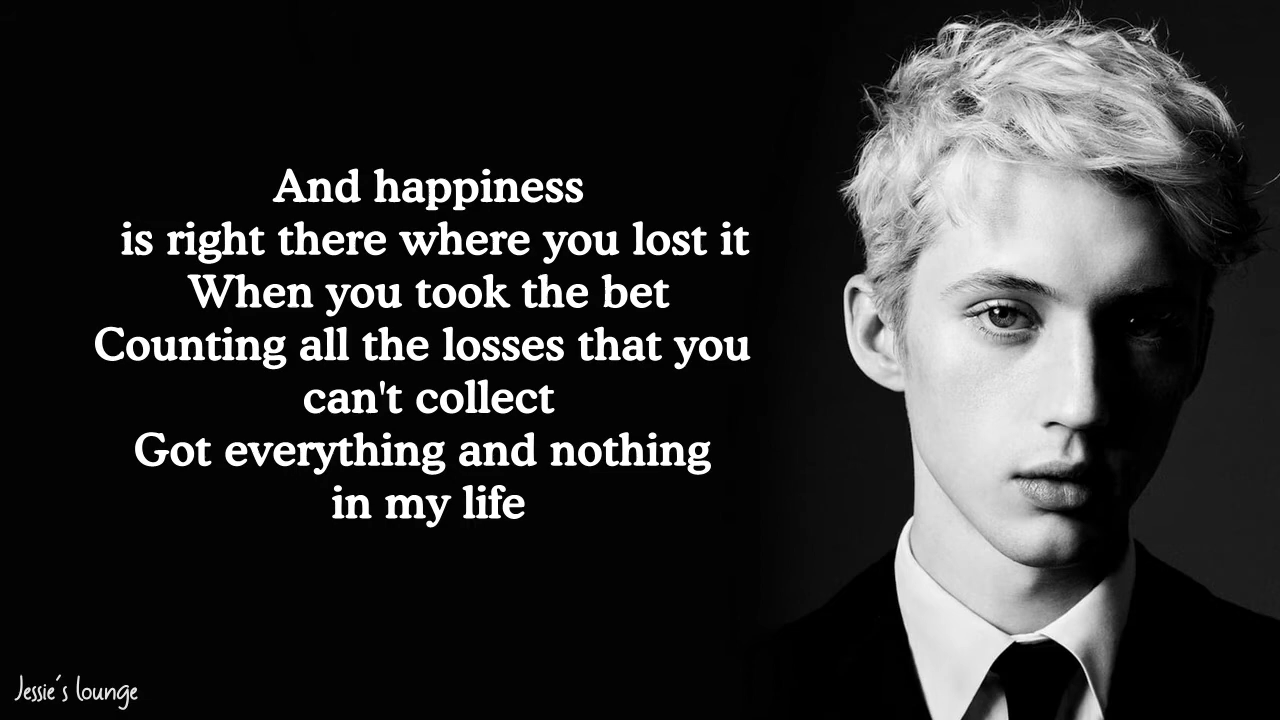 And happiness
is right there where you lost it
When you took the bet
Counting all the losses that you
can't collect
Got everything and nothing
in my life
Jessie´s lounge